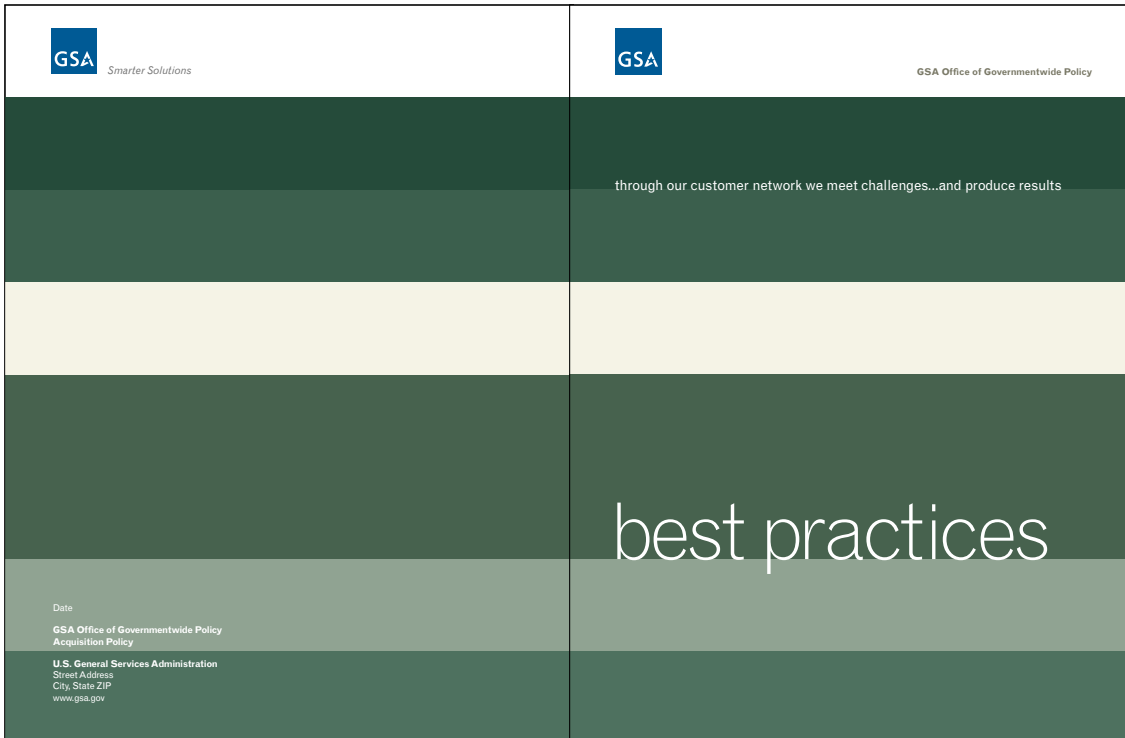 GSA
Smarter Solutions
Date
GSA Office of Governmentwide Policy
Acquisition Policy
U.S. General Services Administration
Street Address
City, State ZIP
www.gsa.gov
GSA
GSA Office of Governmentwide Policy
through our customer network we meet challenges...and produce results
best practices